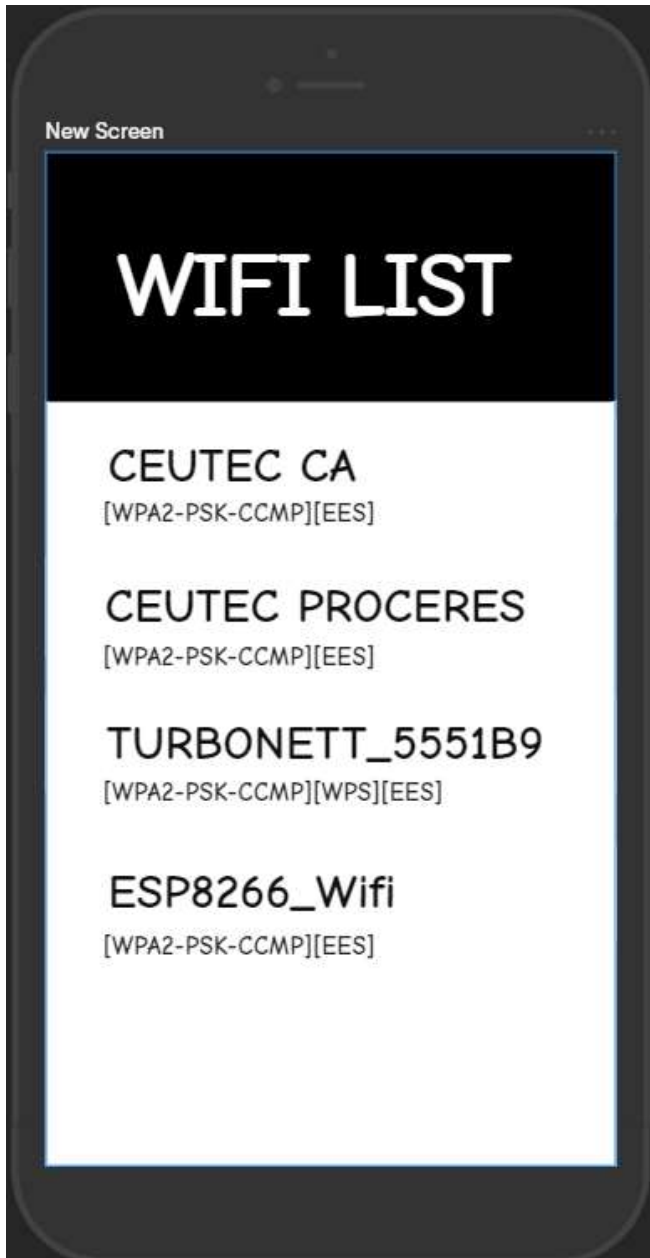 New Screen
WIFI LIST
CEUTEC CA
[WPA2-PSK-CCMP][EES]
CEUTEC PROCERES
[WPA2-PSK-CCMP][EES]
TURBONETT_5551B9
[WPA2-PSK-CCMP][WPS][EES]
ESP8266_Wifi
[WPA2-PSK-CCMP][EES]